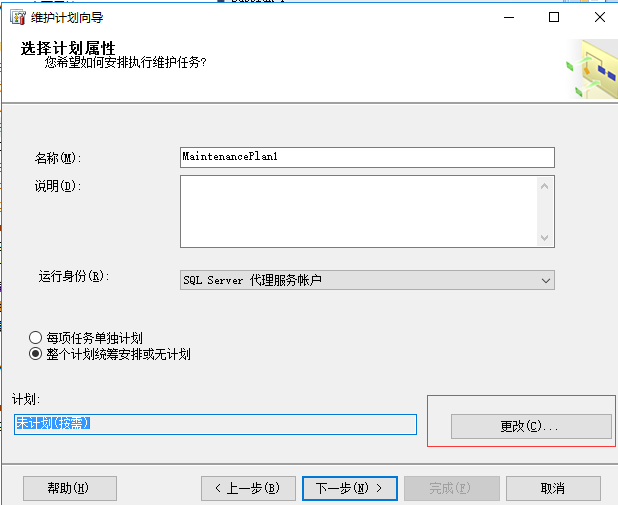 维护计划向导
选择计划属性
您希望如何安排执行维护任务?
名称(M):
MaintenancePlan1
说明(D):
运行身份(R):
SQL Server 代理服务帐户
每项任务单独计划
整个计划统筹安排或无计划
计划:
未计划(按需)
更改(C)...
帮助(H)
< 上一步(B)
下一步(N) >
完成(F)
取消